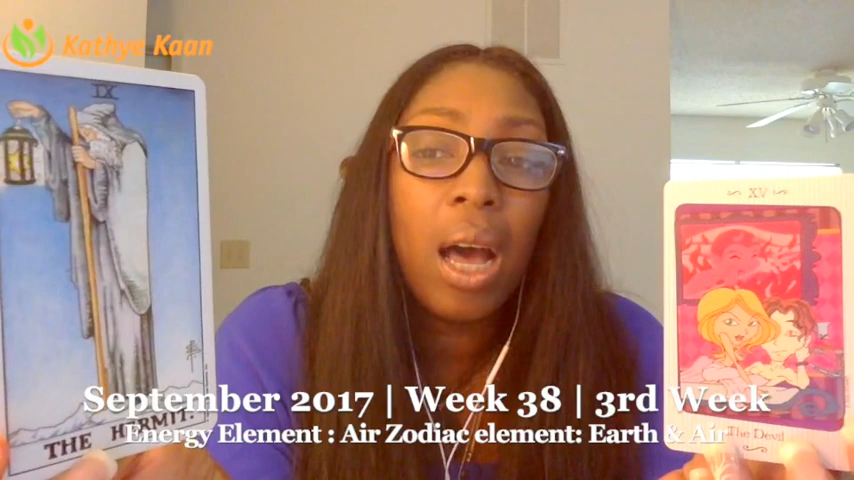 Kathye Kaan
IX
THE HERMIT.
XV
The Devil
September 2017 | Week 38 | 3rd Week
Energy Element : Air Zodiac element: Earth & Air